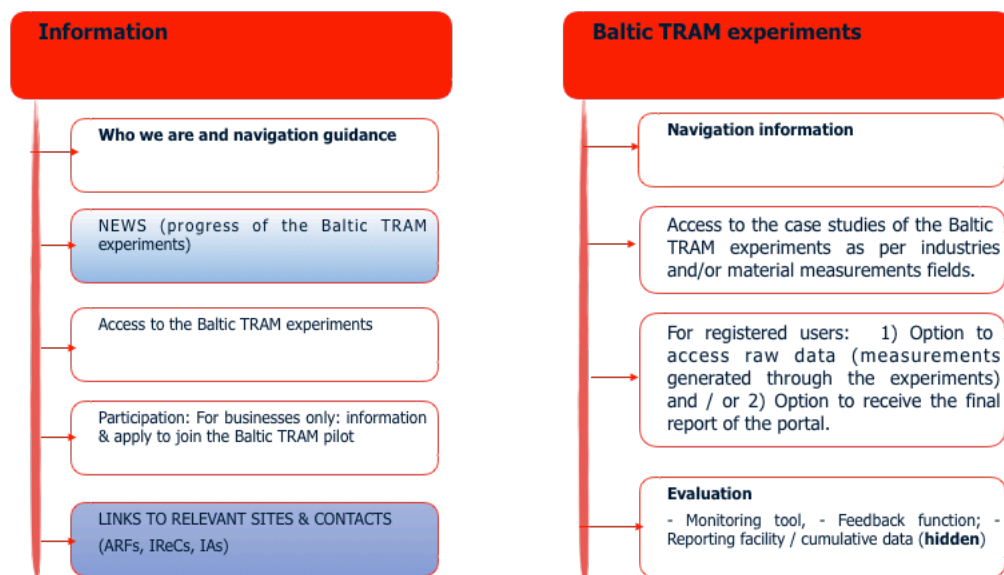 Information
Who we are and navigation guidance
NEWS (progress of the Baltic TRAM
experiments)
Access to the Baltic TRAM experiments
Participation: For businesses only: information
& apply to join the Baltic TRAM pilot
LINKS TO RELEVANT SITES & CONTACTS
(ARFs, IReCs, IAs)
Baltic TRAM experiments
Navigation information
Access to the case studies of the Baltic
TRAM experiments as per industries
and/or material measurements fields.
For registered users: 1) Option to
access raw data (measurements
generated through the experiments)
and / or 2) Option to receive the final
report of the portal.
Evaluation
- Monitoring tool, - Feedback function; -
Reporting facility / cumulative data (hidden)